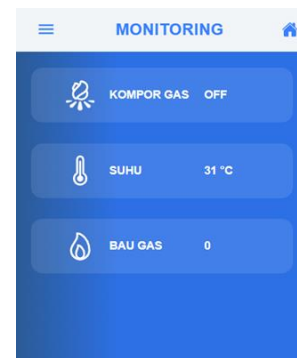 MONITORING
KOMPOR GAS OFF
SUHU 31 °C
BAU GAS 0